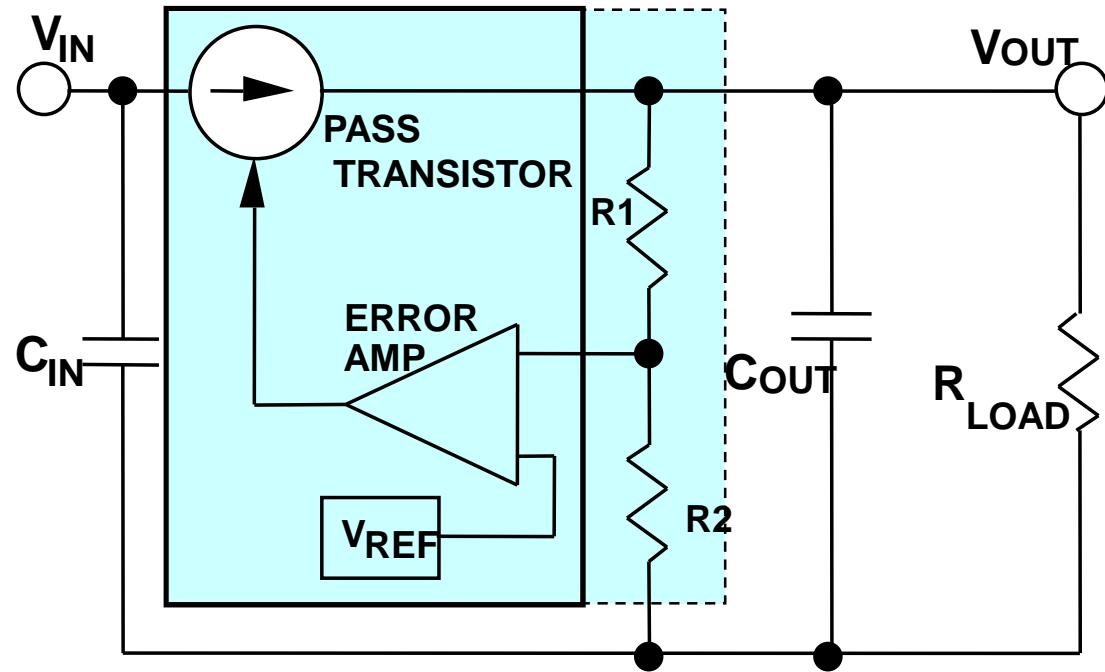 VIN
VOUT
PASS
TRANSISTOR
R1
ERROR
AMP
CIN
COUT
RLOAD
R2
VREF